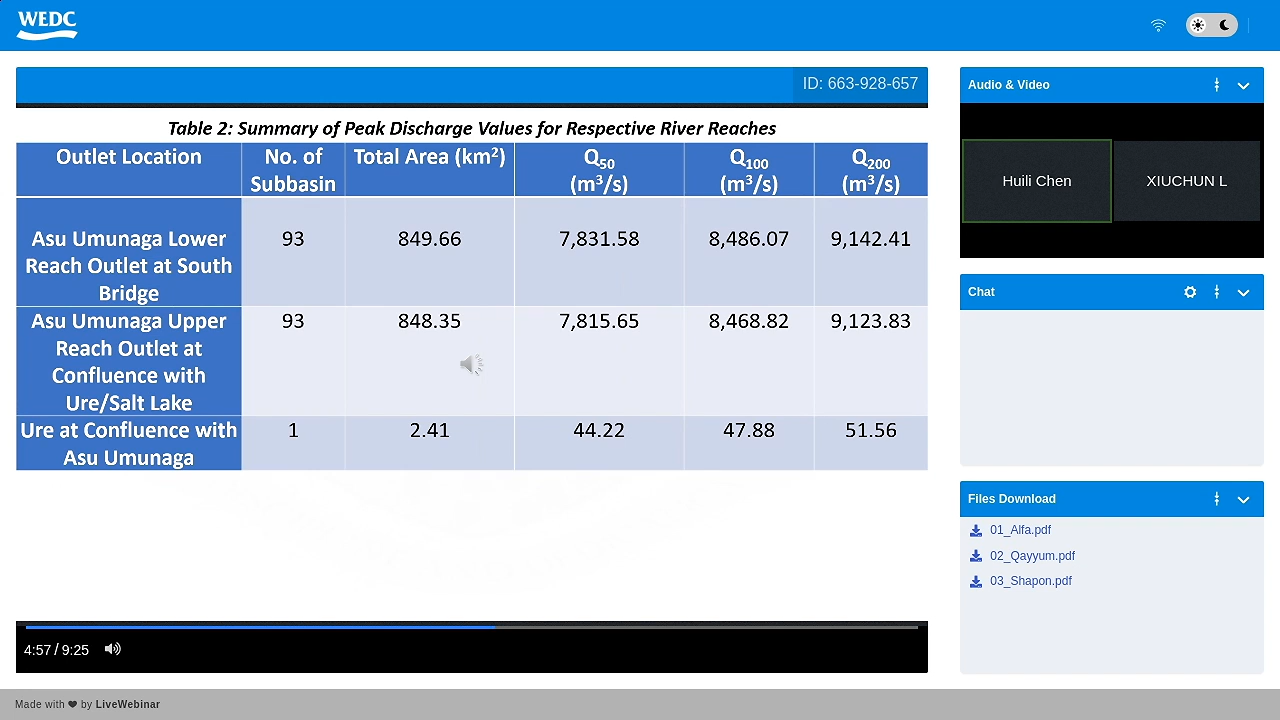 WEDC
ID: 663-928-657
Table 2: Summary of Peak Discharge Values for Respective River Reaches
Outlet Location No. of Subbasin Total Area (km²) Q50 (m³/s) Q100 (m³/s) Q200 (m³/s)
Asu Umunaga Lower Reach Outlet at South Bridge 93 849.66 7,831.58 8,486.07 9,142.41
Asu Umunaga Upper Reach Outlet at Confluence with Ure/Salt Lake 93 848.35 7,815.65 8,468.82 9,123.83
Ure at Confluence with Asu Umunaga 1 2.41 44.22 47.88 51.56
4:57 / 9:25
Audio & Video
Huili Chen XIUCHUN L
Chat
Files Download
01_Alfa.pdf
02_Qayyum.pdf
03_Shapon.pdf
Made with ❤ by LiveWebinar